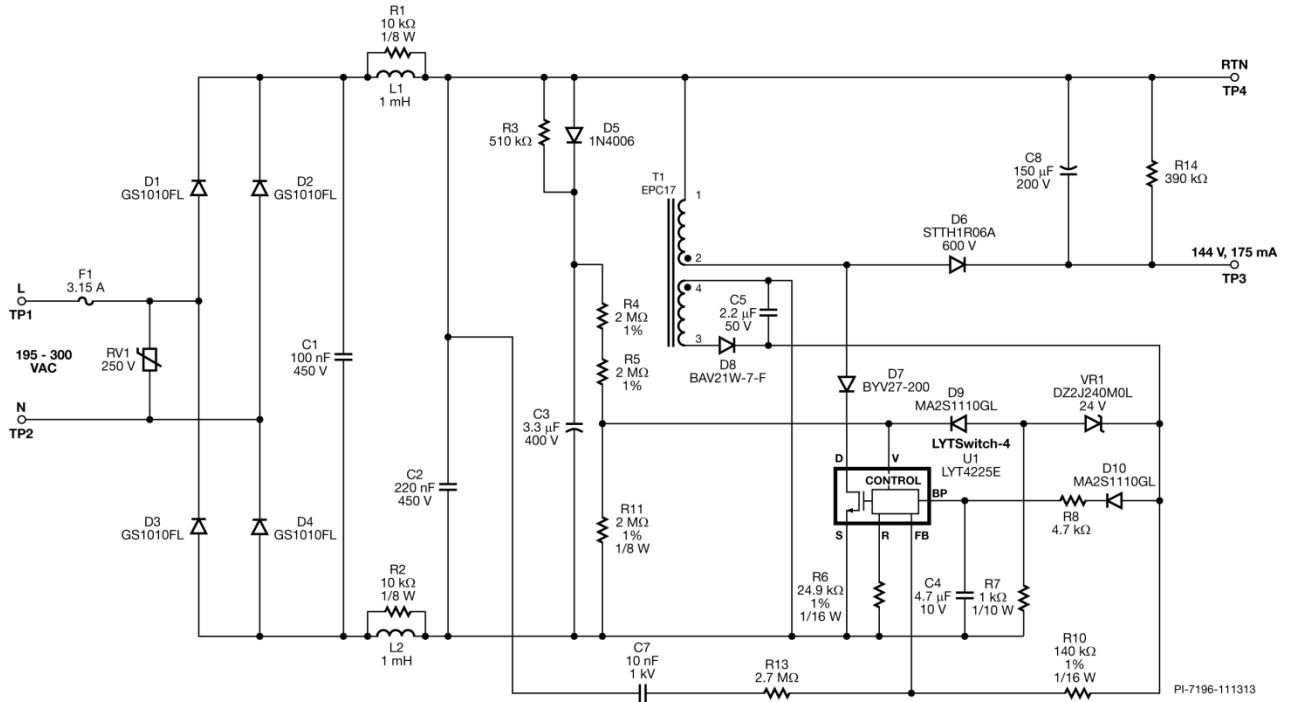 R1
10 kΩ
1/8 W
L1
1 mH
RTN
TP4
R3
510 kΩ
D5
1N4006
C8
150 µF
200 V
R14
390 kΩ
D1
GS1010FL
D2
GS1010FL
T1
EPC17
1
2
D6
STTH1R06A
600 V
144 V, 175 mA
TP3
F1
3.15 A
L
TP1
195 - 300
VAC
RV1
250 V
N
TP2
C1
100 nF
450 V
R4
2 MΩ
1%
R5
2 MΩ
1%
4
3
C5
2.2 µF
50 V
D8
BAV21W-7-F
D7
BYV27-200
D9
MA2S1110GL
VR1
DZ2J240M0L
24 V
C3
3.3 µF
400 V
LYTSwitch-4
U1
LYT4225E
D
V
CONTROL
BP
S
R
FB
D10
MA2S1110GL
R8
4.7 kΩ
C2
220 nF
450 V
D3
GS1010FL
D4
GS1010FL
R11
2 MΩ
1%
1/8 W
R6
24.9 kΩ
1%
1/16 W
C4
4.7 µF
10 V
R7
1 kΩ
1/10 W
R2
10 kΩ
1/8 W
L2
1 mH
C7
10 nF
1 kV
R13
2.7 MΩ
R10
140 kΩ
1%
1/16 W
PI-7196-111313